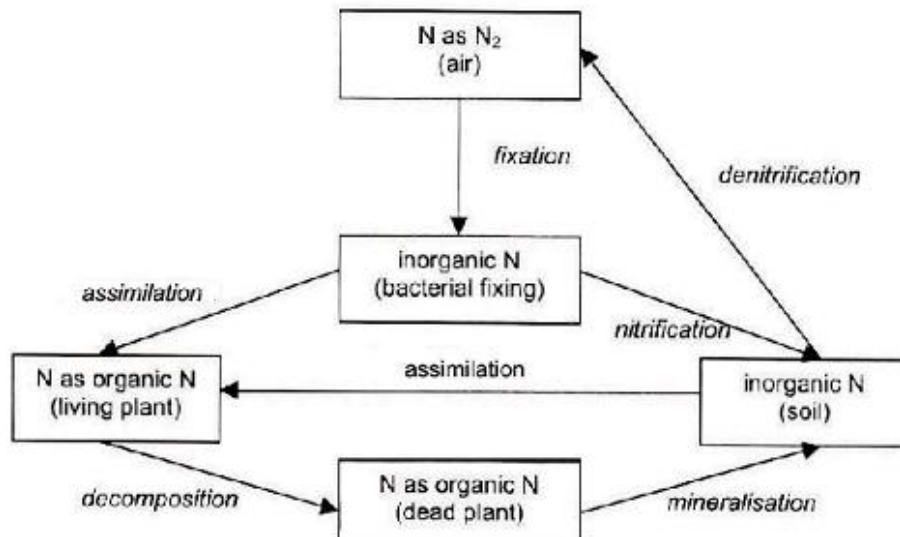 N as N₂
(air)
fixation
denitrification
inorganic N
(bacterial fixing)
assimilation
nitrification
N as organic N
(living plant)
assimilation
inorganic N
(soil)
decomposition
N as organic N
(dead plant)
mineralisation